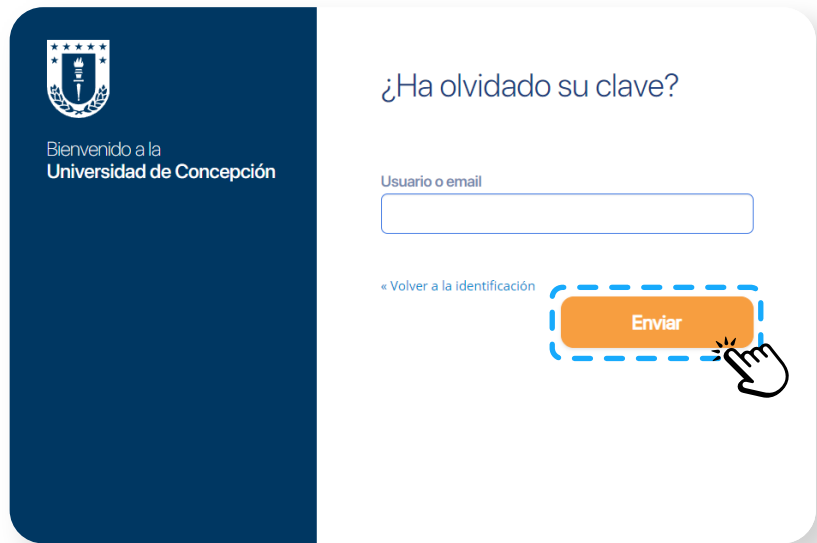 Bienvenido a la
Universidad de Concepción
¿Ha olvidado su clave?
Usuario o email
« Volver a la identificación
Enviar